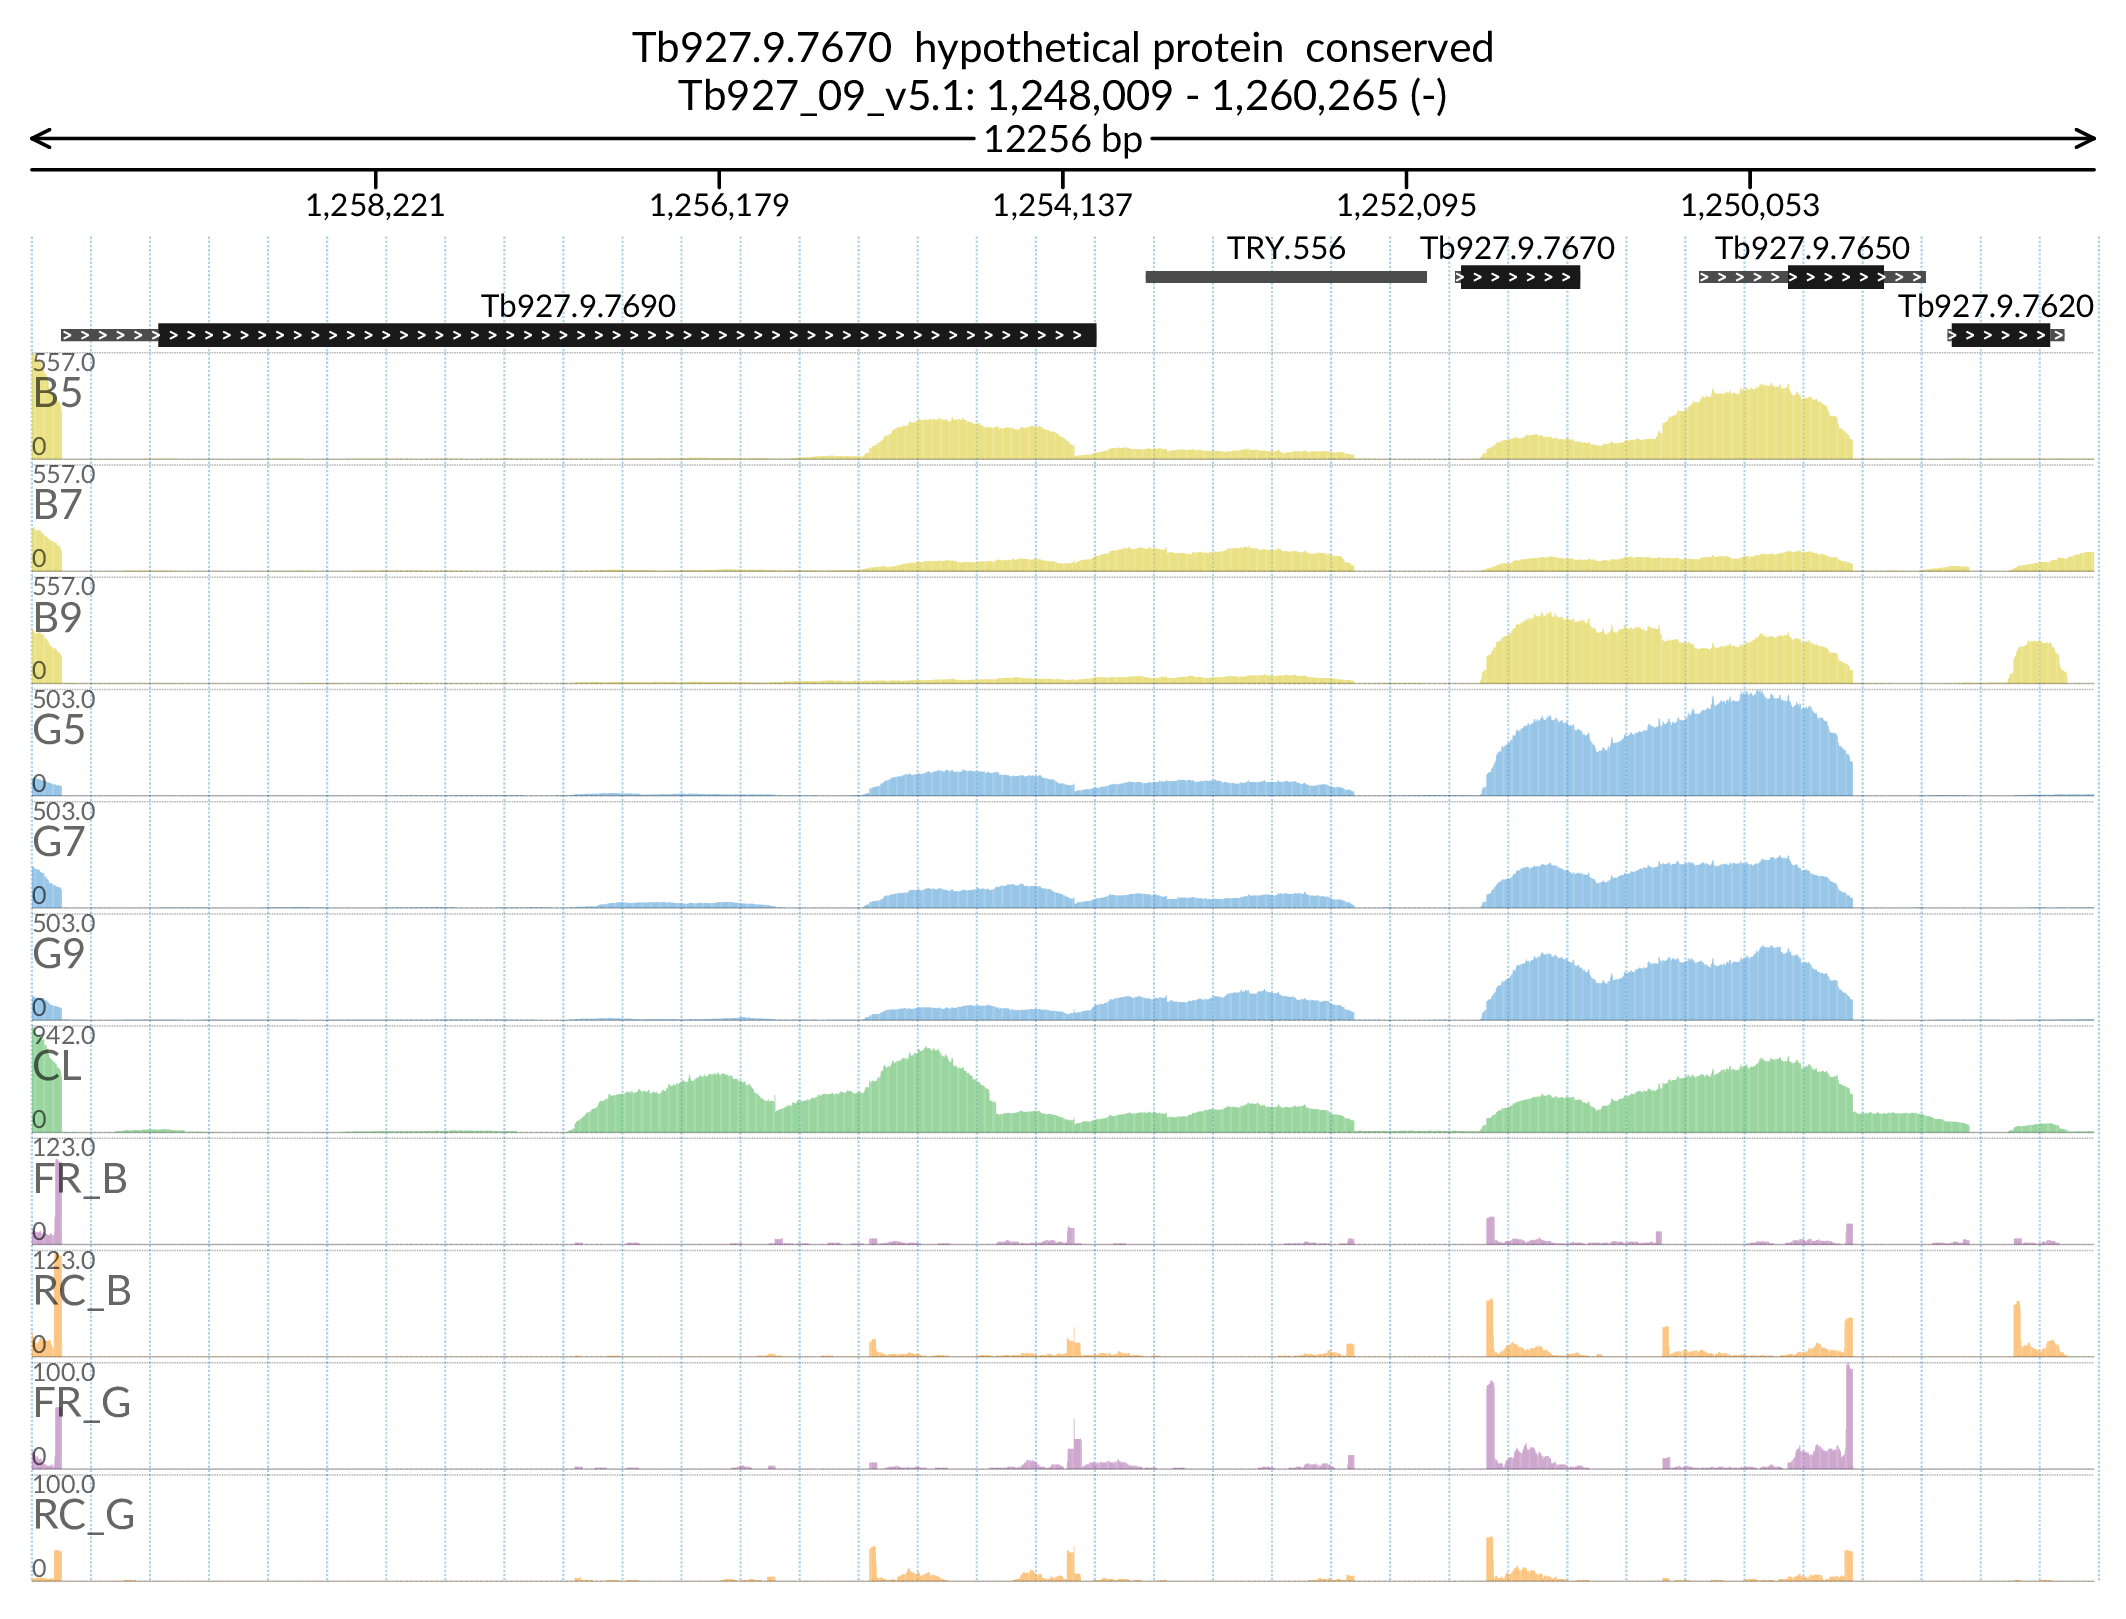 Tb927.9.7670  hypothetical protein  conserved
Tb927_09_v5.1: 1,248,009 - 1,260,265 (-)
12256 bp
1,258,221 1,256,179 1,254,137 1,252,095 1,250,053
TRY.556 Tb927.9.7670 Tb927.9.7650
Tb927.9.7690 Tb927.9.7620
557.0
B5
0
557.0
B7
0
557.0
B9
0
503.0
G5
0
503.0
G7
0
503.0
G9
0
942.0
CL
0
123.0
FR_B
0
123.0
RC_B
0
100.0
FR_G
0
100.0
RC_G
0